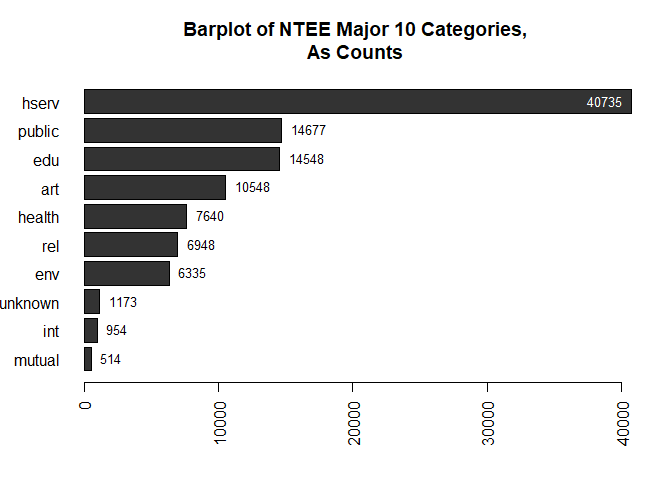 Barplot of NTEE Major 10 Categories,
As Counts
hserv 40735
public 14677
edu 14548
art 10548
health 7640
rel 6948
env 6335
unknown 1173
int 954
mutual 514
0 10000 20000 30000 40000